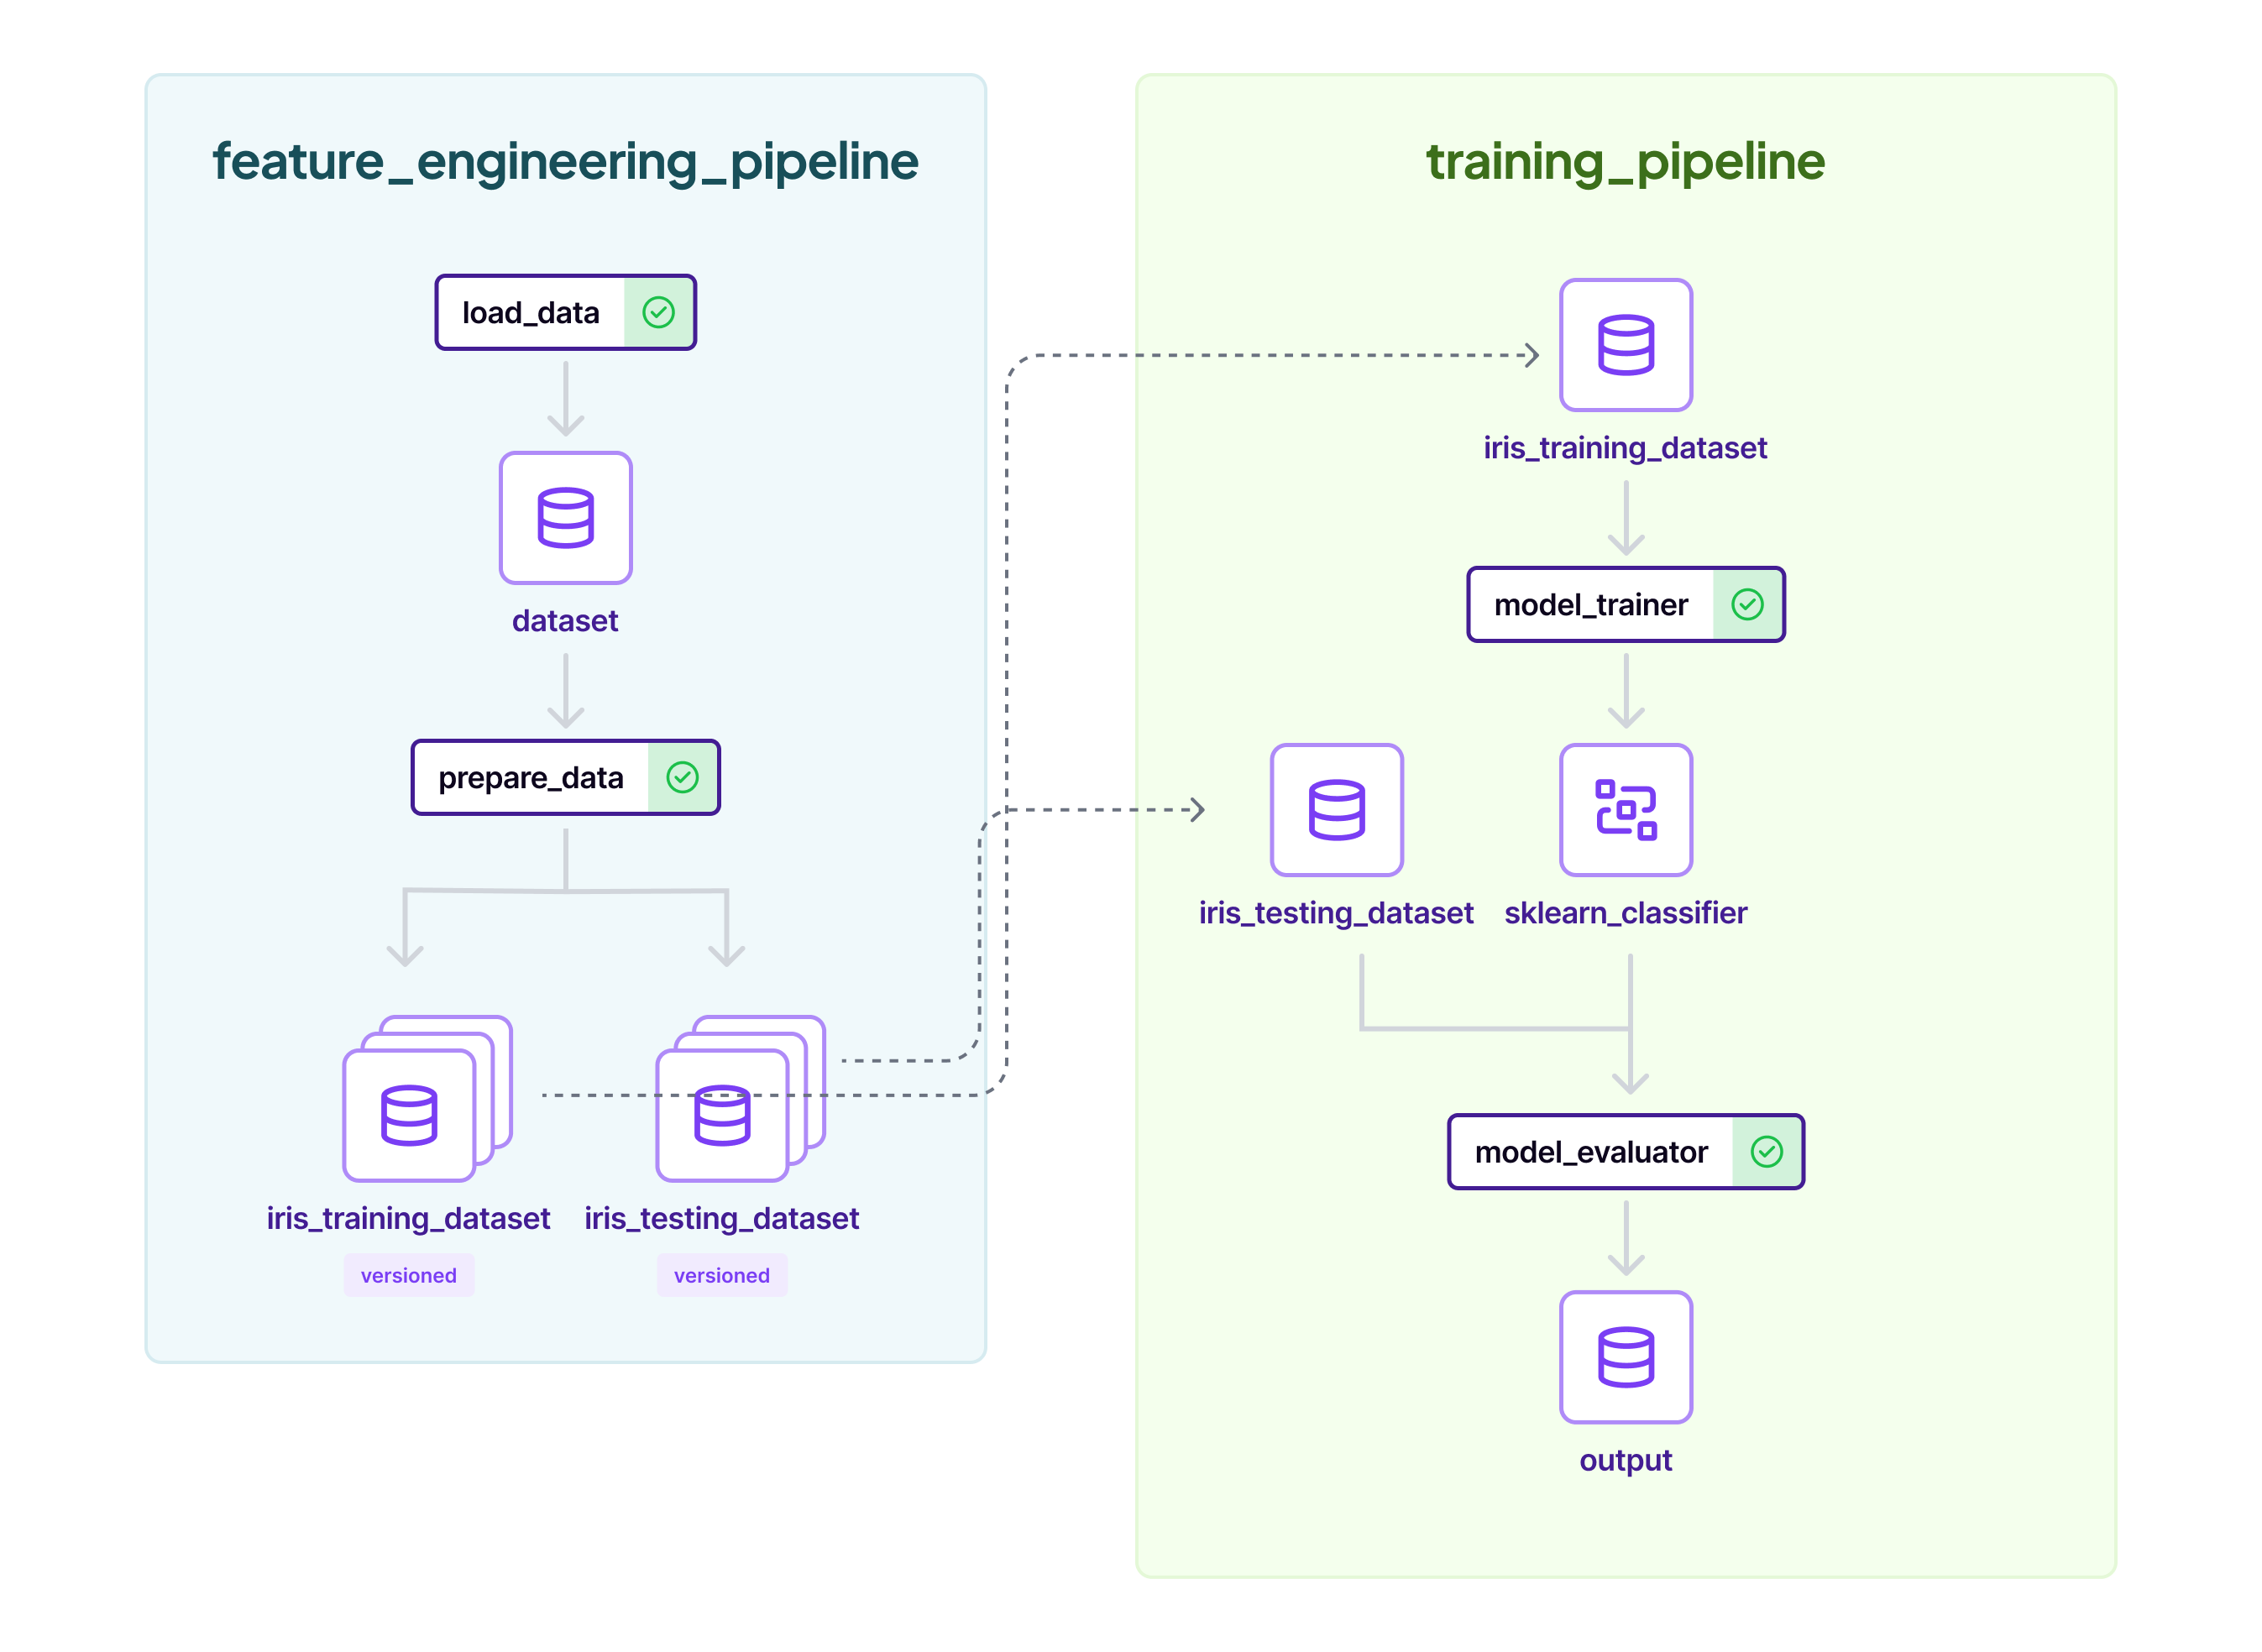 feature_engineering_pipeline
load_data
dataset
prepare_data
iris_training_dataset
iris_testing_dataset
versioned
versioned
training_pipeline
iris_training_dataset
model_trainer
iris_testing_dataset
sklearn_classifier
model_evaluator
output